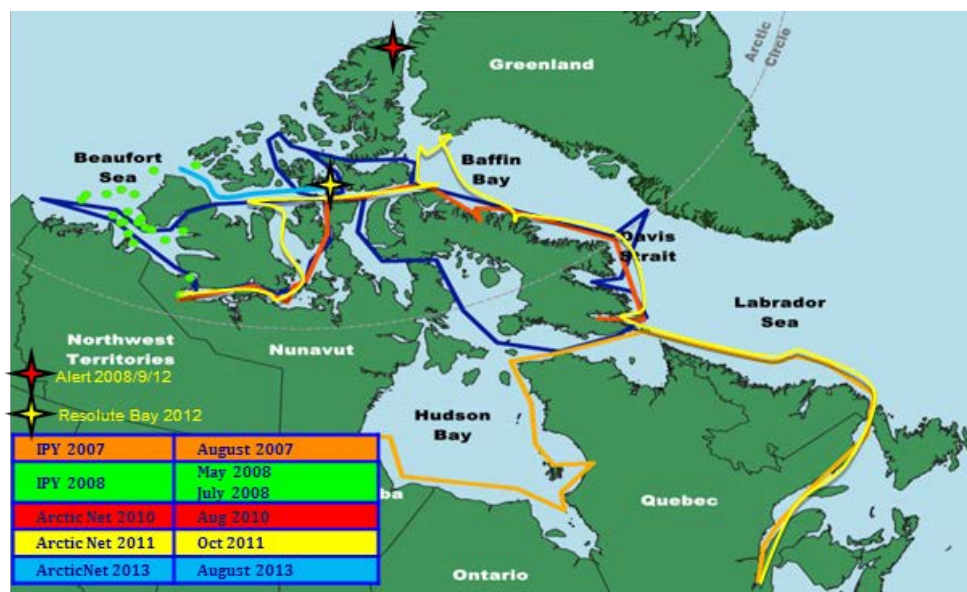 Arctic
Circle
Greenland
Beaufort
Sea
Baffin
Bay
Davis
Strait
Labrador
Sea
Northwest
Territories
Nunavut
Alert 2008/9/12
Resolute Bay 2012
Hudson
Bay
IPY 2007 August 2007
IPY 2008 May 2008
July 2008
ba
Quebec
Arctic Net 2010 Aug 2010
Arctic Net 2011 Oct 2011
ArcticNet 2013 August 2013
Ontario